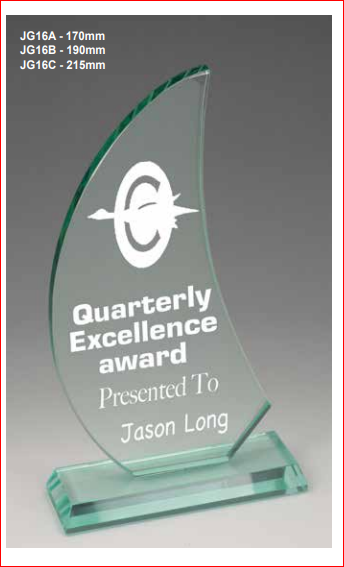 JG16A - 170mm
JG16B - 190mm
JG16C - 215mm
Quarterly
Excellence
award
Presented To
Jason Long